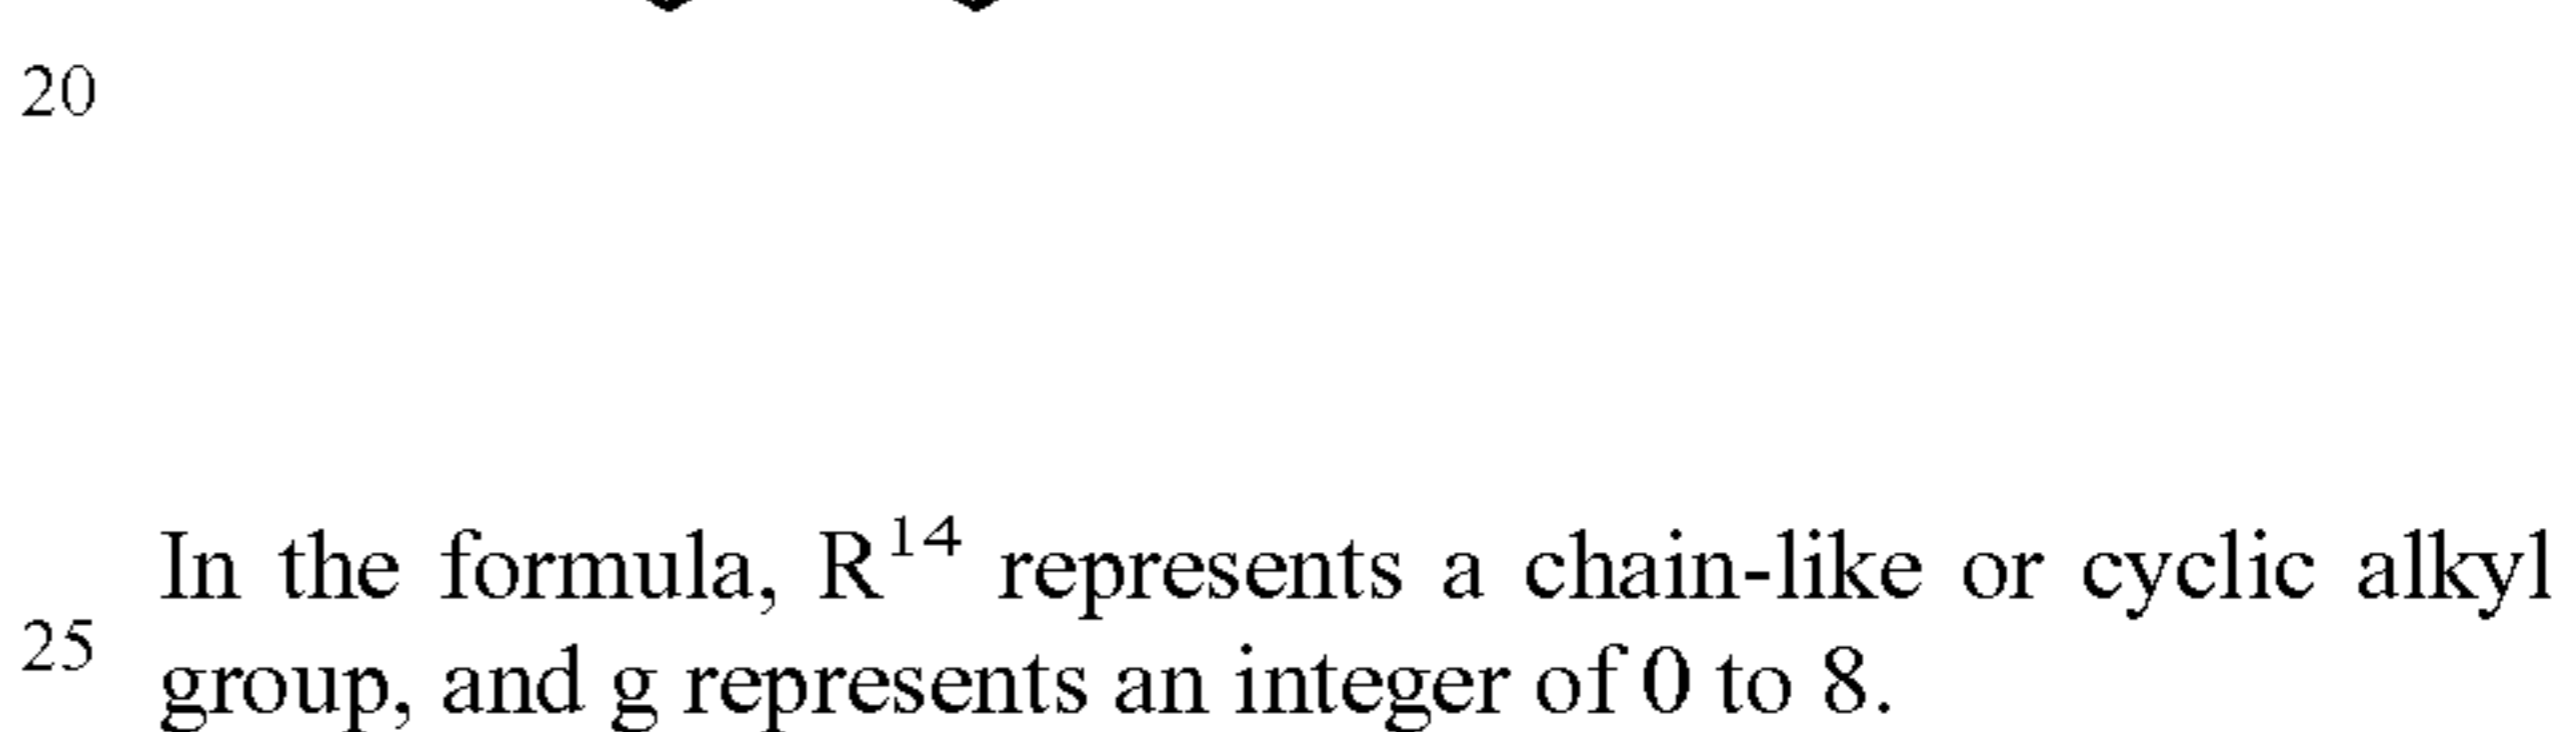 20
In the formula, R¹⁴ represents a chain-like or cyclic alkyl
25
group, and g represents an integer of 0 to 8.